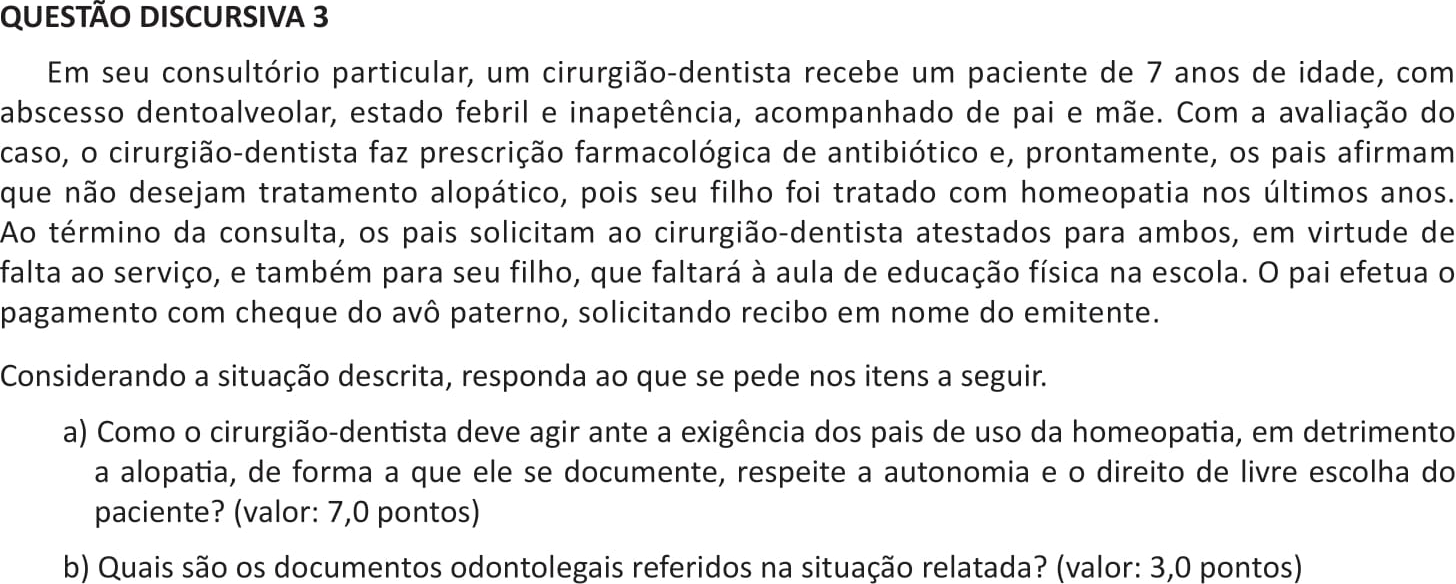 QUESTÃO DISCURSIVA 3
Em seu consultório particular, um cirurgião-dentista recebe um paciente de 7 anos de idade, com
abscesso dentoalveolar, estado febril e inapetência, acompanhado de pai e mãe. Com a avaliação do
caso, o cirurgião-dentista faz prescrição farmacológica de antibiótico e, prontamente, os pais afirmam
que não desejam tratamento alopático, pois seu filho foi tratado com homeopatia nos últimos anos.
Ao término da consulta, os pais solicitam ao cirurgião-dentista atestados para ambos, em virtude de
falta ao serviço, e também para seu filho, que faltará à aula de educação física na escola. O pai efetua o
pagamento com cheque do avô paterno, solicitando recibo em nome do emitente.
Considerando a situação descrita, responda ao que se pede nos itens a seguir.
a) Como o cirurgião-dentista deve agir ante a exigência dos pais de uso da homeopatia, em detrimento
a alopatia, de forma a que ele se documente, respeite a autonomia e o direito de livre escolha do
paciente? (valor: 7,0 pontos)
b) Quais são os documentos odontolegais referidos na situação relatada? (valor: 3,0 pontos)